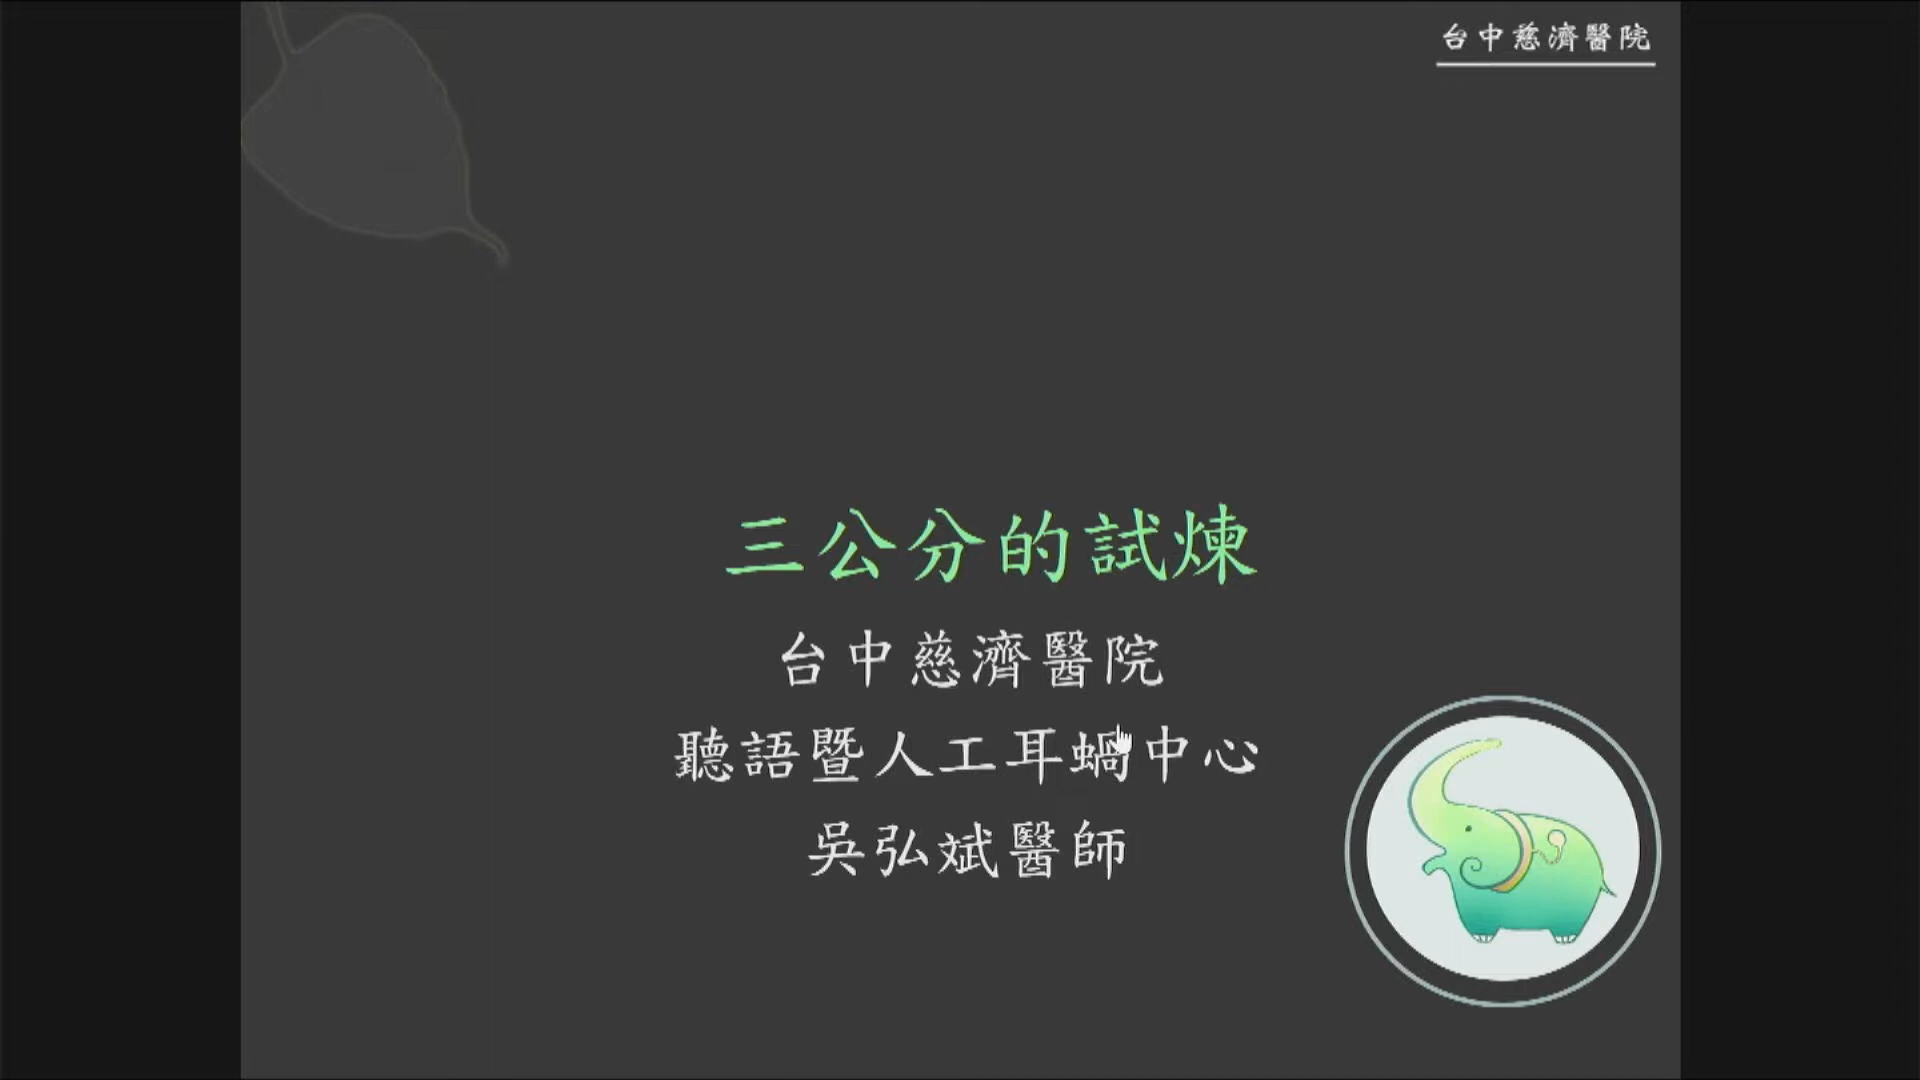 台中慈濟醫院
三公分的試煉
台中慈濟醫院
聽語暨人工耳蝸中心
吳弘斌醫師